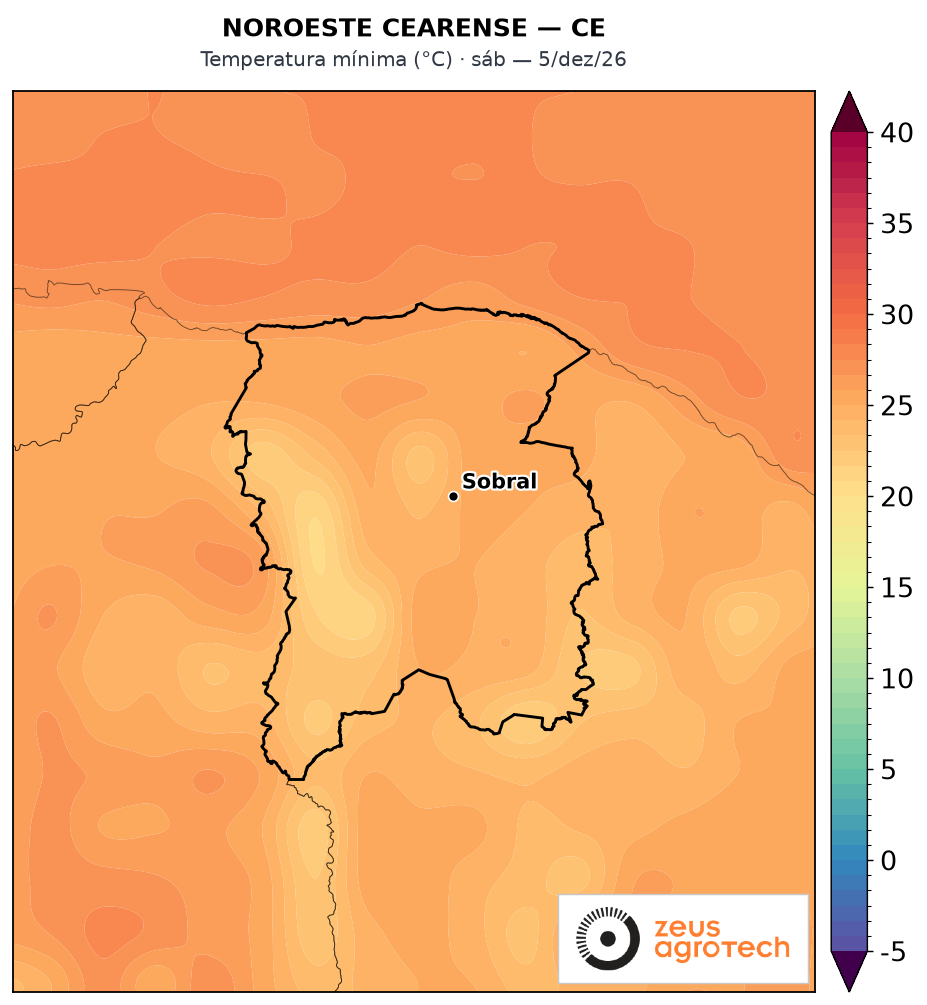 NOROESTE CEARENSE — CE
Temperatura mínima (°C) · sáb — 5/dez/26
40
35
30
25
20
15
10
5
0
-5
Sobral
zeus
agrotech